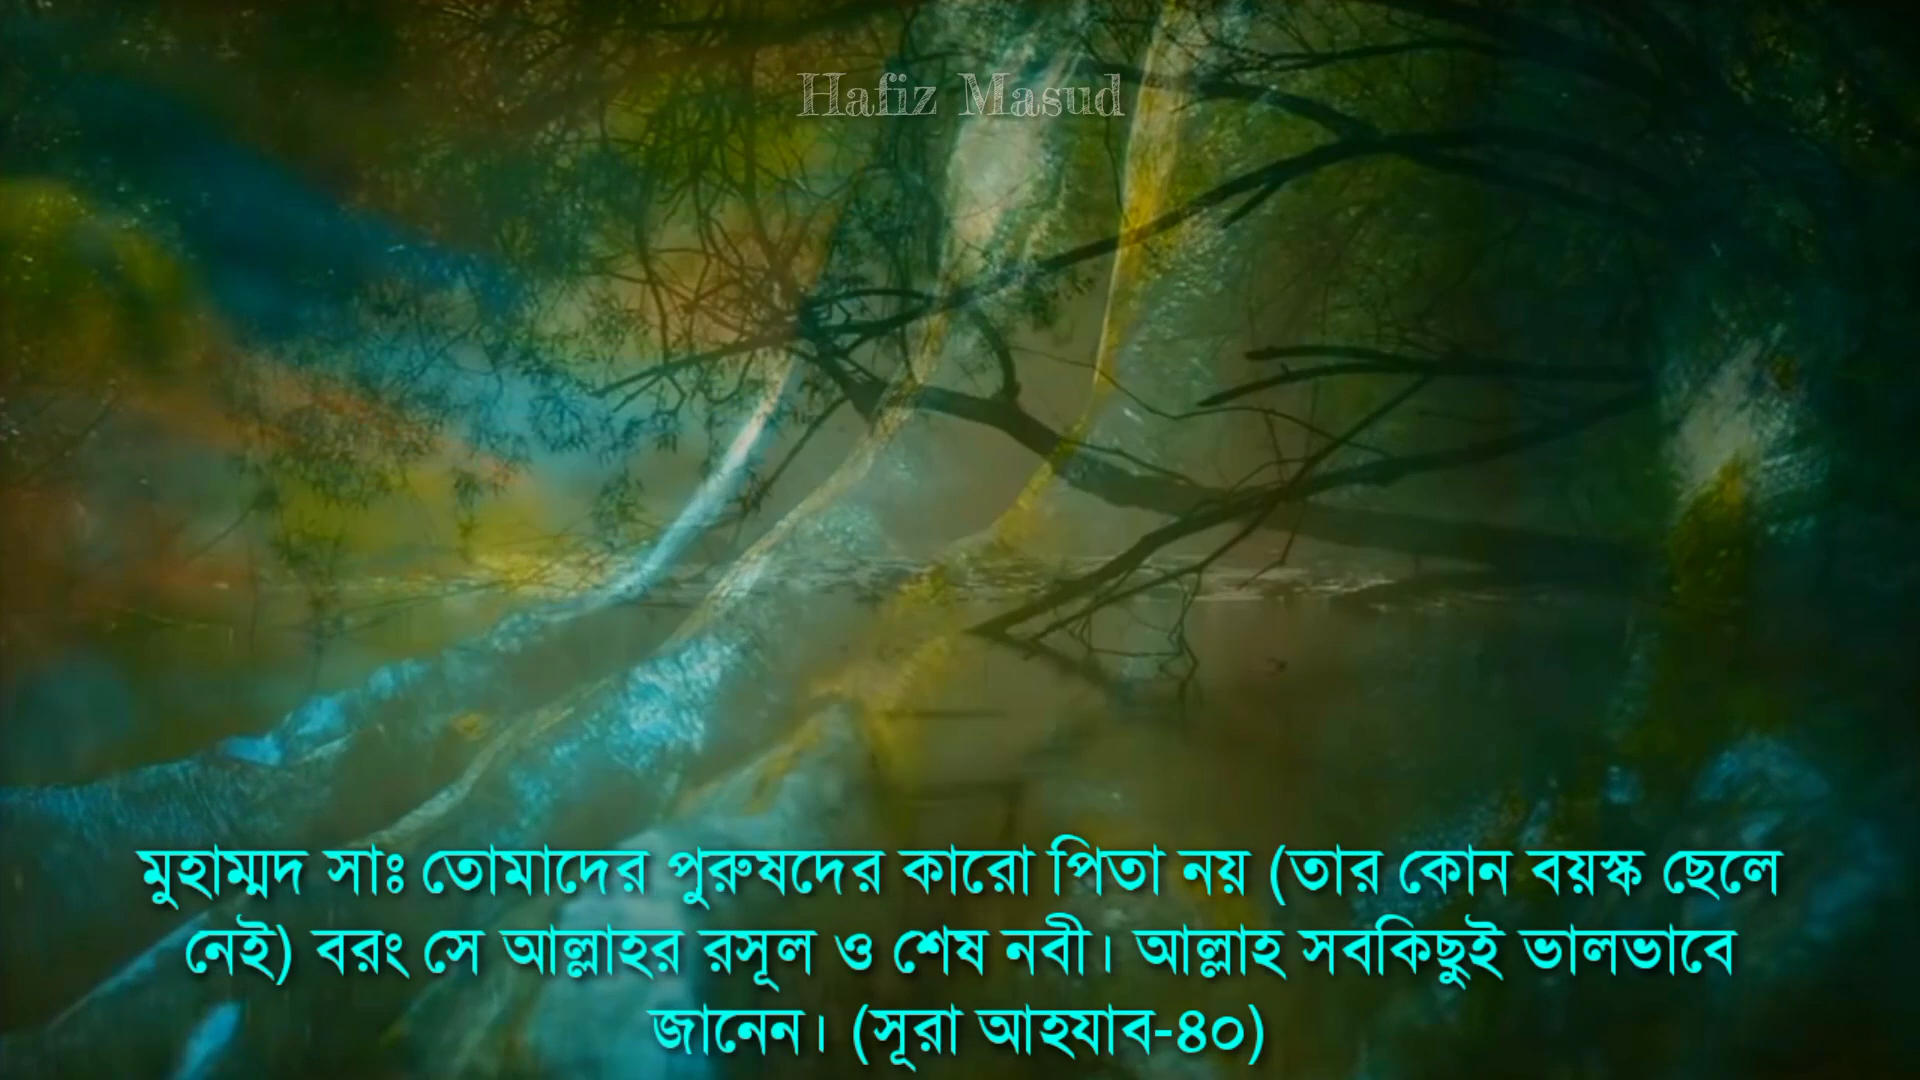 Hafiz Masud
মুহাম্মদ সাঃ তোমাদের পুরুষদের কারো পিতা নয় (তার কোন বয়স্ক ছেলে
নেই) বরং সে আল্লাহর রসূল ও শেষ নবী। আল্লাহ সবকিছুই ভালভাবে
জানেন। (সূরা আহযাব-৪০)